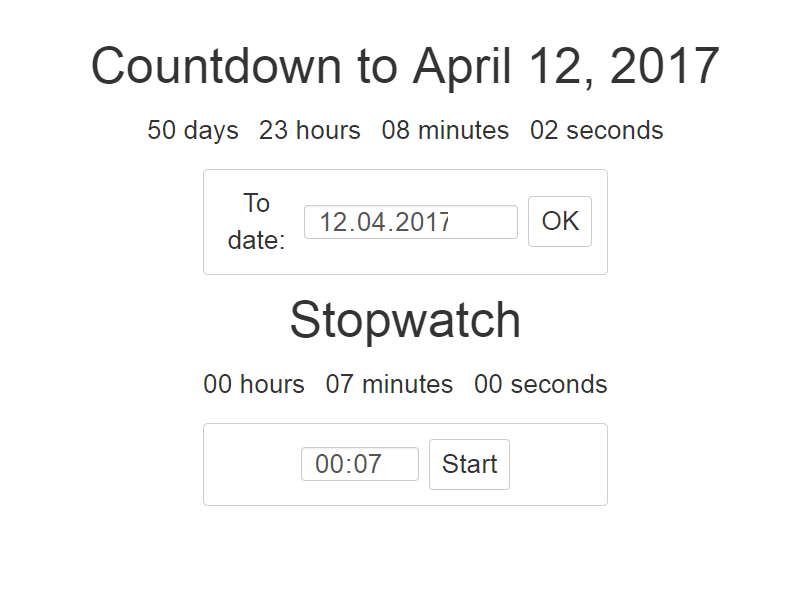 Countdown to April 12, 2017
50 days 23 hours 08 minutes 02 seconds
To date: 12.04.2017 OK
Stopwatch
00 hours 07 minutes 00 seconds
00:07 Start